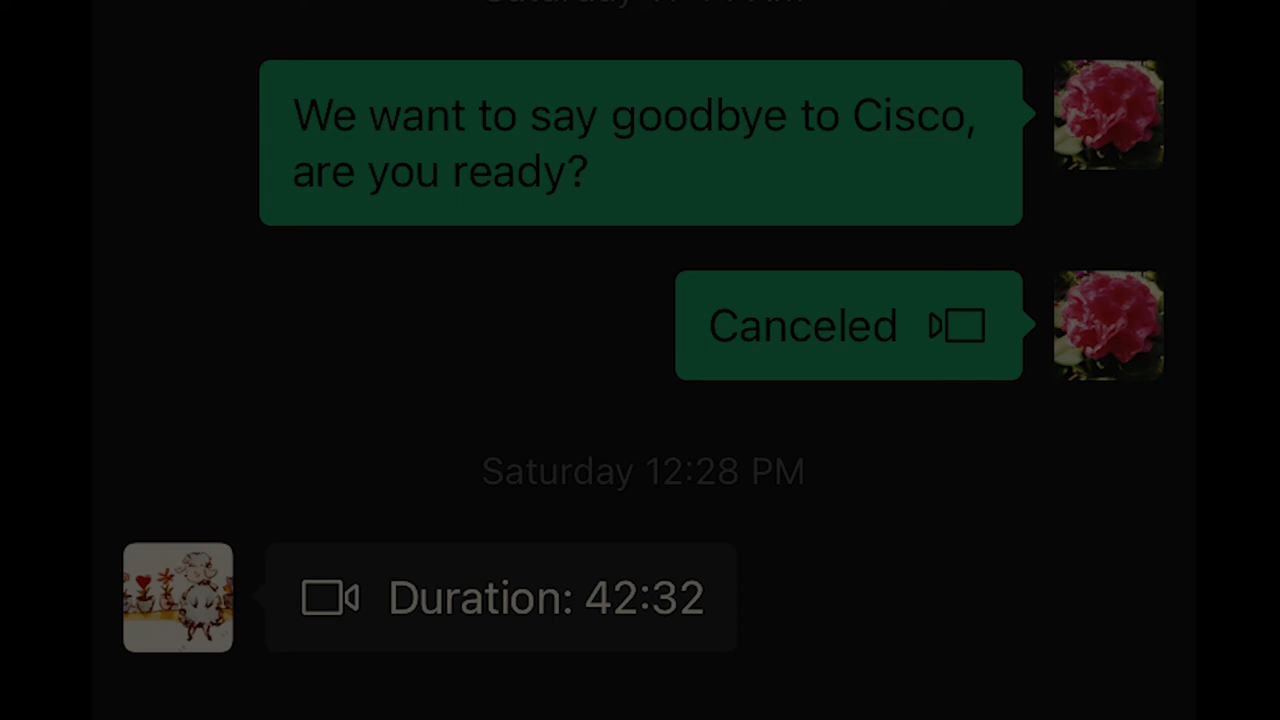 We want to say goodbye to Cisco,
are you ready?
Canceled
Saturday 12:28 PM
Duration: 42:32